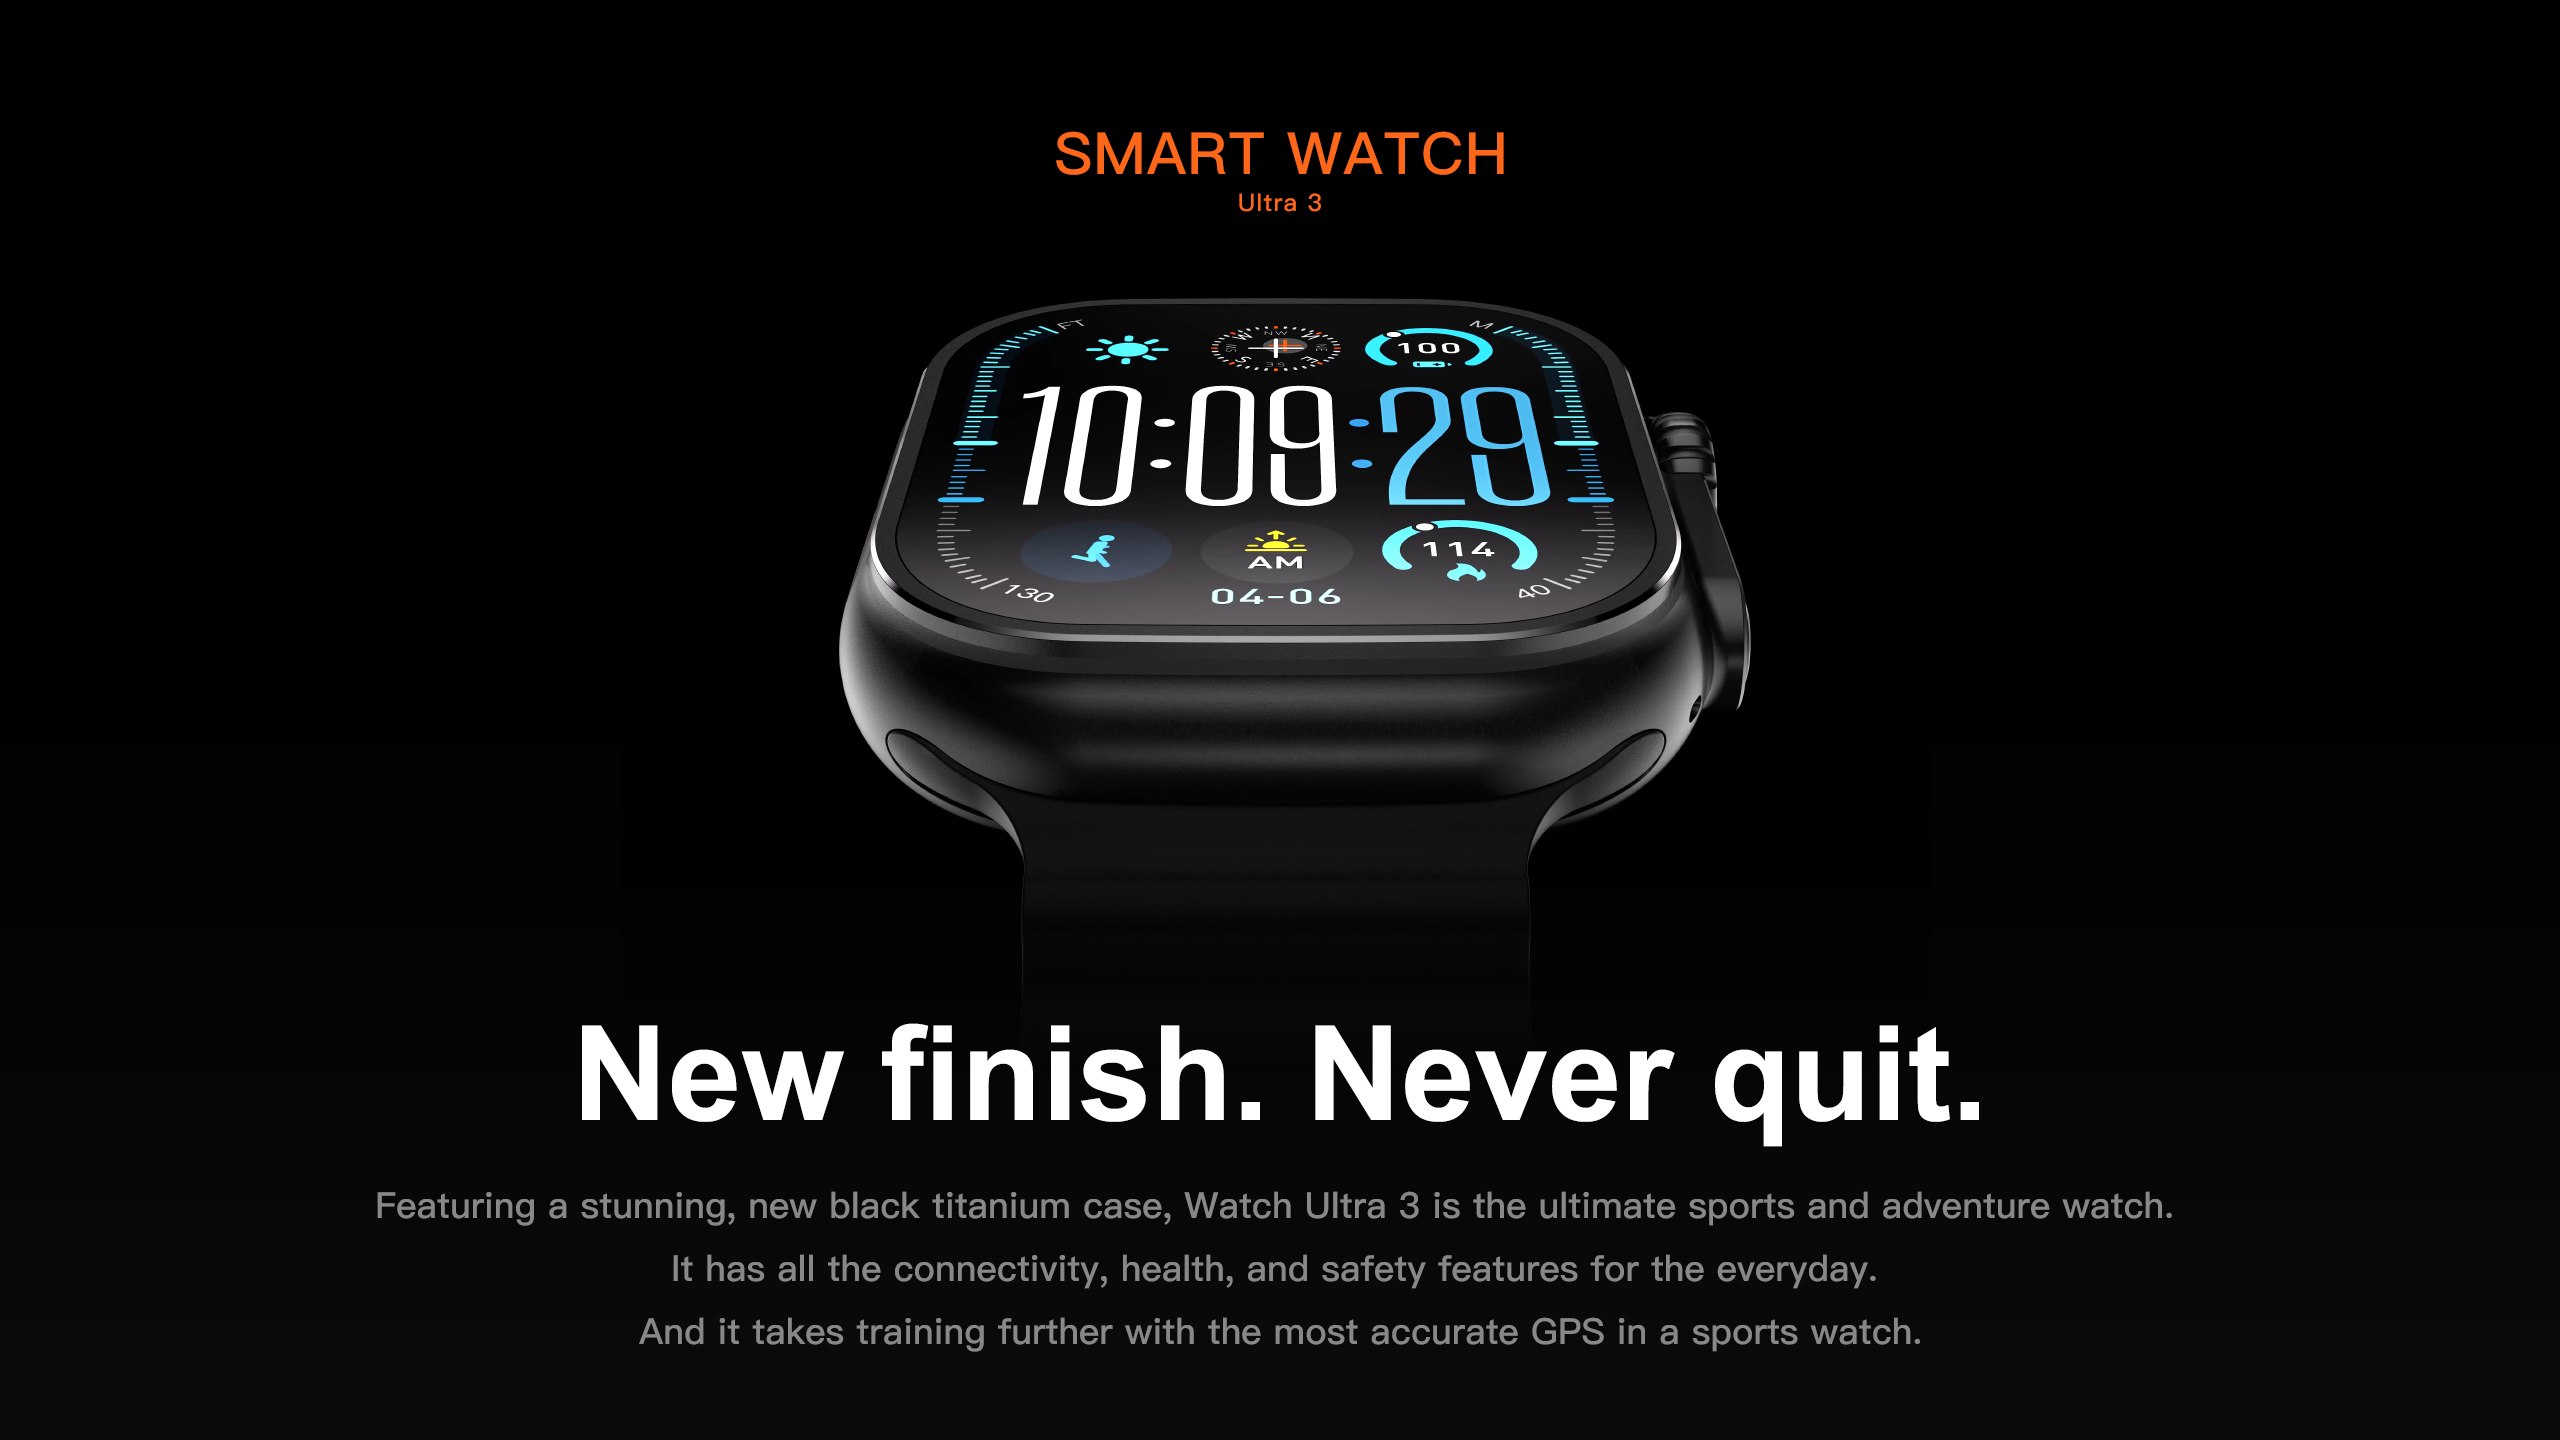 SMART WATCH
Ultra 3
FT
M
NW
N
W
E
S
SE
100
10:09:29
AM
114
130
04-06
40
New finish. Never quit.
Featuring a stunning, new black titanium case, Watch Ultra 3 is the ultimate sports and adventure watch.
It has all the connectivity, health, and safety features for the everyday.
And it takes training further with the most accurate GPS in a sports watch.